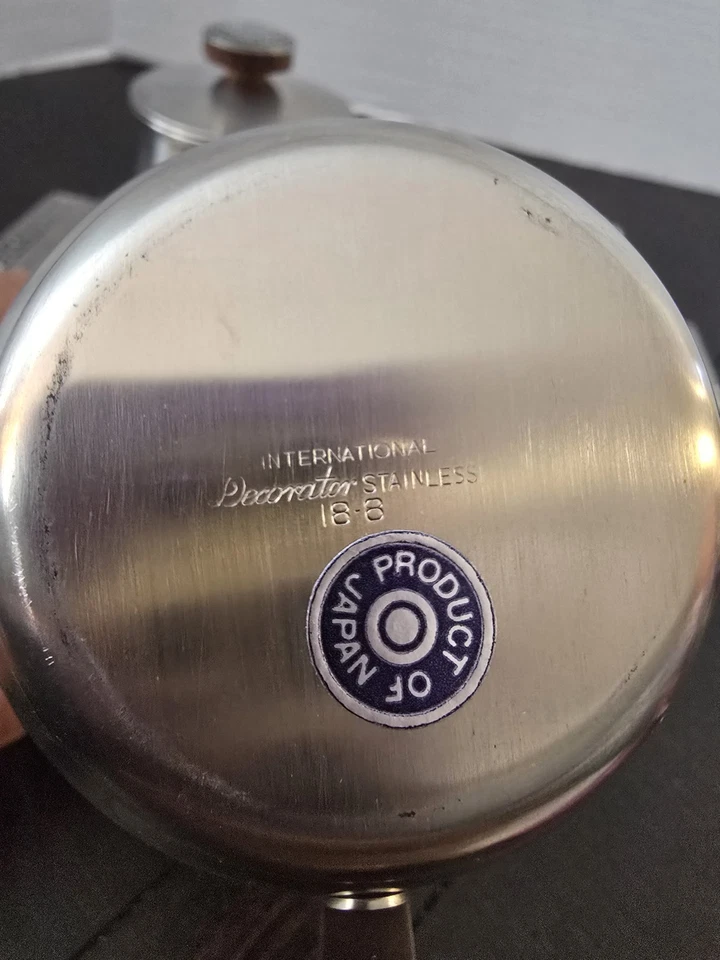 INTERNATIONAL
Decorator STAINLESS
18-8
PRODUCT OF JAPAN